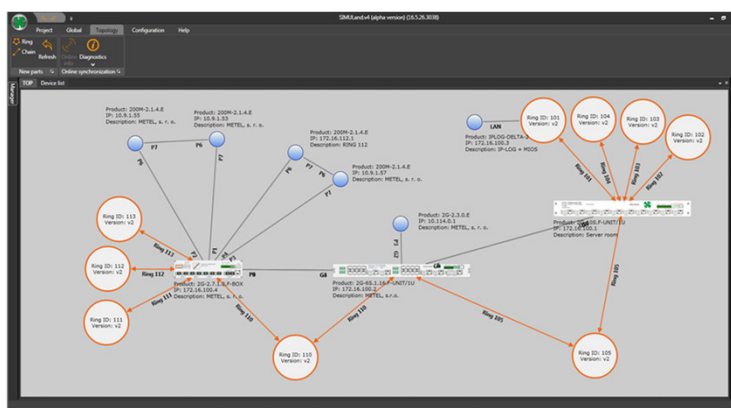 SIMULand.v4 (alpha version) (16.5.26.3038)
Project Global Topology Configuration Help
Ring
Chain
Refresh
Online
info
Diagnostics
New parts
Online synchronization
Manager
TOP Device list
Product: 200M-2.1.4.E
IP: 10.9.1.55
Description: METEL, s. r. o.
Product: 200M-2.1.4.E
IP: 10.9.1.53
Description: METEL, s. r. o.
Product: 200M-2.1.4.E
IP: 172.16.112.1
Description: RING 112
Product: 200M-2.1.4.E
IP: 10.9.1.57
Description: METEL, s. r. o.
Product: IPLOG-DELTA-2
IP: 172.16.100.3
Description: IP-LOG + MIOS
LAN
Ring ID: 101
Version: v2
Ring ID: 104
Version: v2
Ring ID: 103
Version: v2
Ring ID: 102
Version: v2
P7
P6
P6
P7
P6
P7
P6
P7
Ring 101
Ring 104
Ring 103
Ring 102
Product: 2G-2.3.0.E
IP: 10.114.0.1
Description: METEL, s. r. o.
P3
G2
IP: 172.16.100.1
Description: Server room
Ring ID: 113
Version: v2
Ring 113
Ring ID: 112
Version: v2
Ring 112
Ring ID: 111
Version: v2
Ring 111
P1
P8
G8
Product: 2G-2.7.1.0.F-BOX
IP: 172.16.100.4
Description: METEL, s. r. o.
Product: 2G-6S.1.16.F-UNIT/1U
IP: 172.16.100.2
Description: METEL, s.r.o.
Ring 110
Ring 110
Ring 105
Ring 105
Ring ID: 110
Version: v2
Ring ID: 105
Version: v2